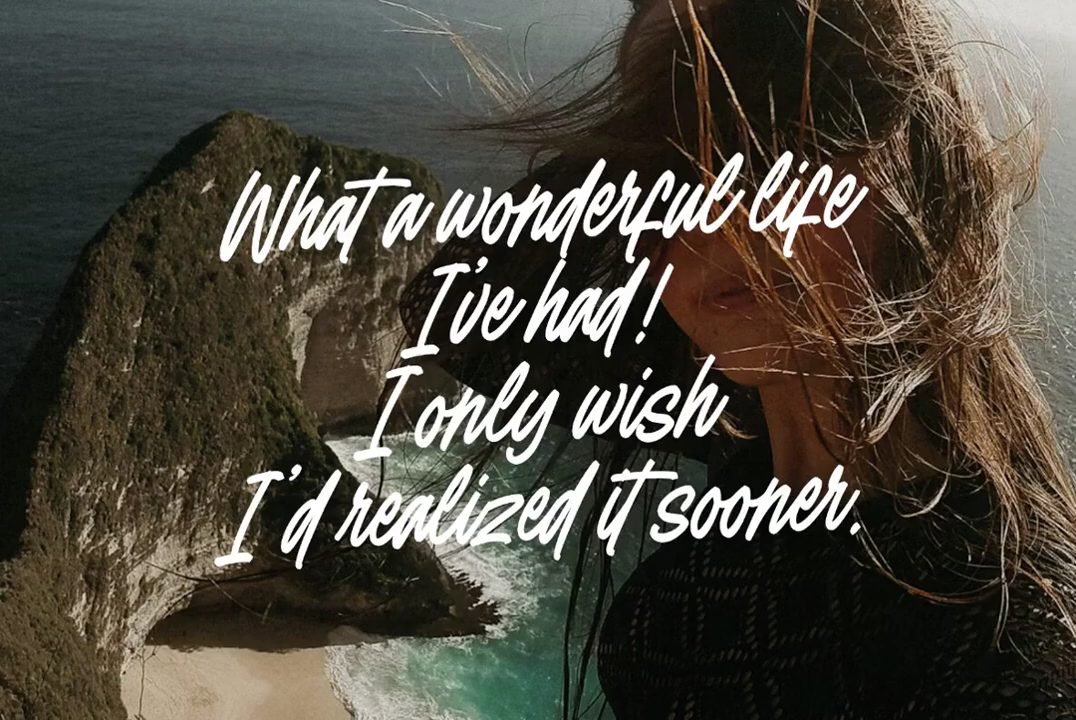 What a wonderful life
I've had!
I only wish
I'd realized it sooner.